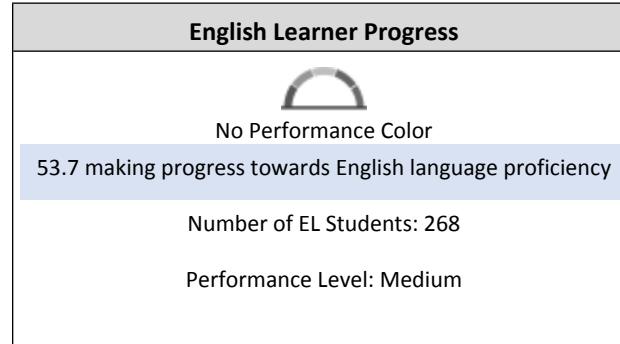 English Learner Progress
No Performance Color
53.7 making progress towards English language proficiency
Number of EL Students: 268
Performance Level: Medium